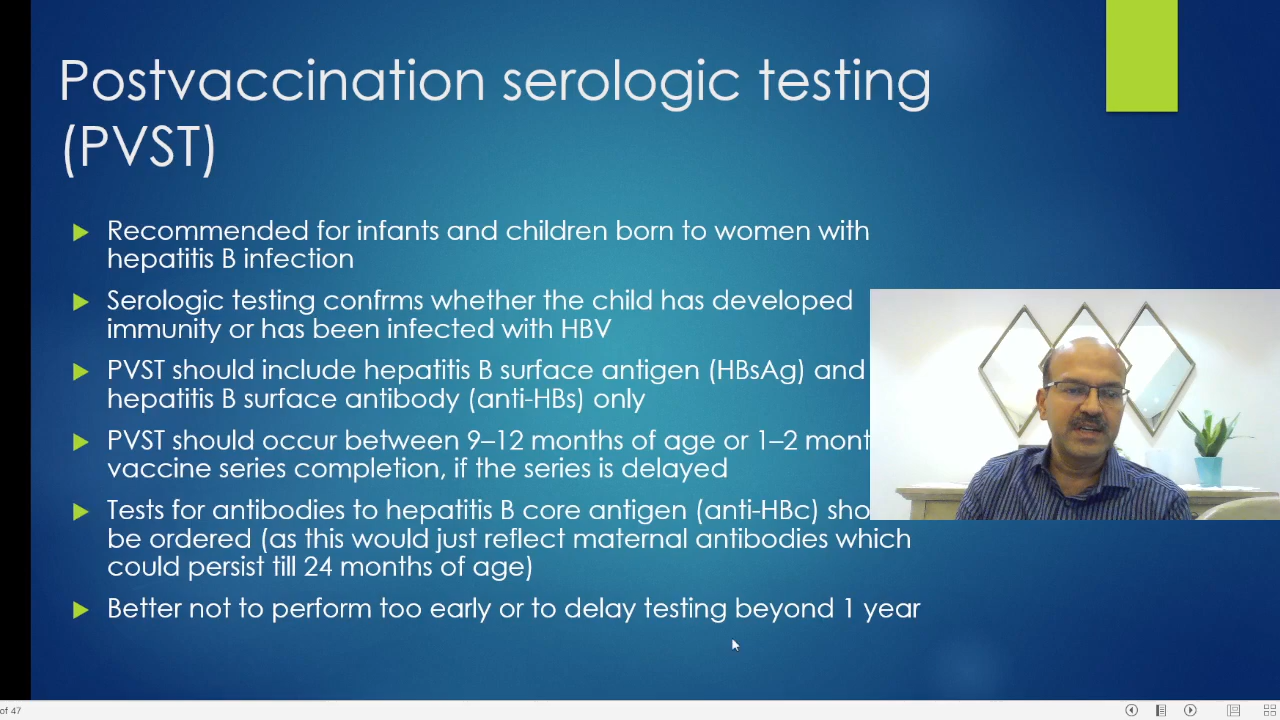 Postvaccination serologic testing
(PVST)
Recommended for infants and children born to women with
hepatitis B infection
Serologic testing confrms whether the child has developed
immunity or has been infected with HBV
PVST should include hepatitis B surface antigen (HBsAg) and
hepatitis B surface antibody (anti-HBs) only
PVST should occur between 9–12 months of age or 1–2
vaccine series completion, if the series is delayed
Tests for antibodies to hepatitis B core antigen (anti-HBc)
be ordered (as this would just reflect maternal antibodies which
could persist till 24 months of age)
Better not to perform too early or to delay testing beyond 1 year
of 47